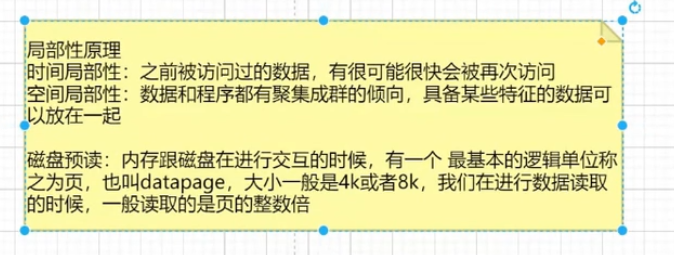 局部性原理
时间局部性：之前被访问过的数据，有很可能很快会被再次访问
空间局部性：数据和程序都有聚集成群的倾向，具备某些特征的数据可
以放在一起
磁盘预读：内存跟磁盘在进行交互的时候，有一个 最基本的逻辑单位称
之为页，也叫datapage，大小一般是4k或者8k，我们在进行数据读取
的时候，一般读取的是页的整数倍